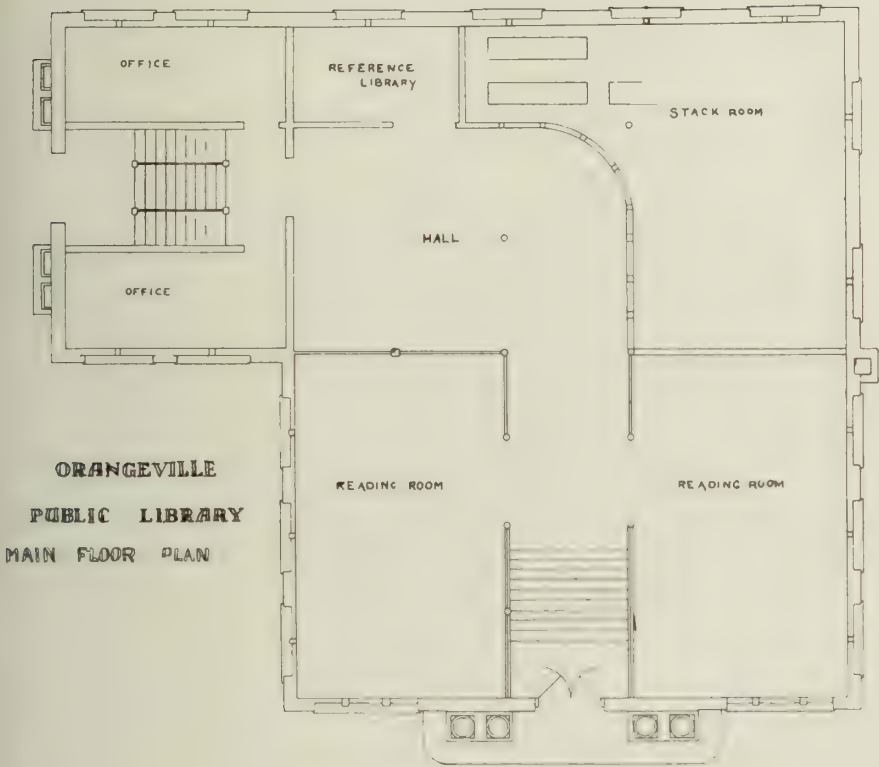 OFFICE
REFERENCE
LIBRARY
STACK ROOM
HALL
OFFICE
READING ROOM
READING ROOM
ORANGEVILLE
PUBLIC LIBRARY
MAIN FLOOR PLAN